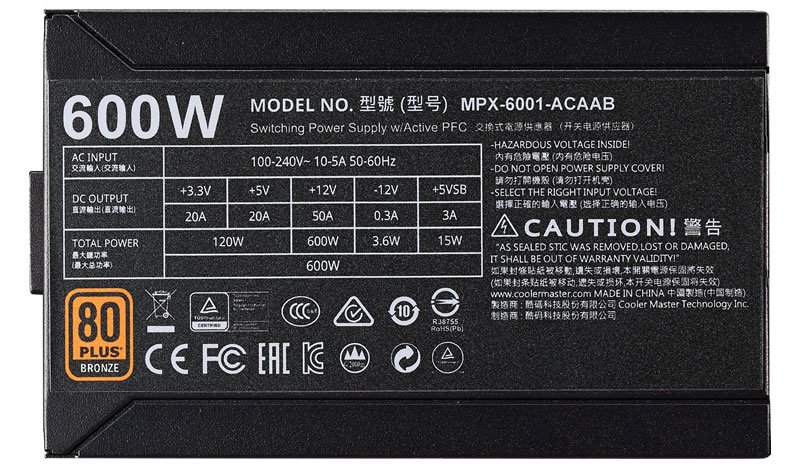 600W
MODEL NO. 型號 (型号) MPX-6001-ACAAB
Switching Power Supply w/Active PFC 交換式電源供應器 (开关电源供应器)
AC INPUT 100-240V~ 10-5A 50-60Hz
交流輸入(交流输入)
DC OUTPUT +3.3V +5V +12V -12V +5VSB
直流輸出(直流输出) 20A 20A 50A 0.3A 3A
TOTAL POWER 120W 600W 3.6W 15W
最大總功率
(最大总功率) 600W
-HAZARDOUS VOLTAGE INSIDE!
內有危險電壓 (内有危险电压)
-DO NOT OPEN POWER SUPPLY COVER!
請勿打開機殼 (请勿打开机壳)
-SELECT THE RIGGHT INPUT VOLTAGE!
選擇正確的輸入電壓 (选择正确的输入电压)
CAUTION! 警告
"AS SEALED STIC WAS REMOVED,LOST OR DAMAGED,
IT SHALL BE OUT OF WARRANTY VALIDITY!"
如果封條貼紙被移動,遺失或損壞,本開關電源保固將失效)
(如果封条贴纸被移动,遗失或损坏,本开关电源保固将失效)
www.coolermaster.com MADE IN CHINA 中國製造(中国制造)
製造商 : 酷碼科技股份有限公司 Cooler Master Technology Inc.
制造商 : 酷码科技股份有限公司
80
PLUS®
BRONZE
CCC
10
R38755
RoHS(Pb)
CE FC EAC